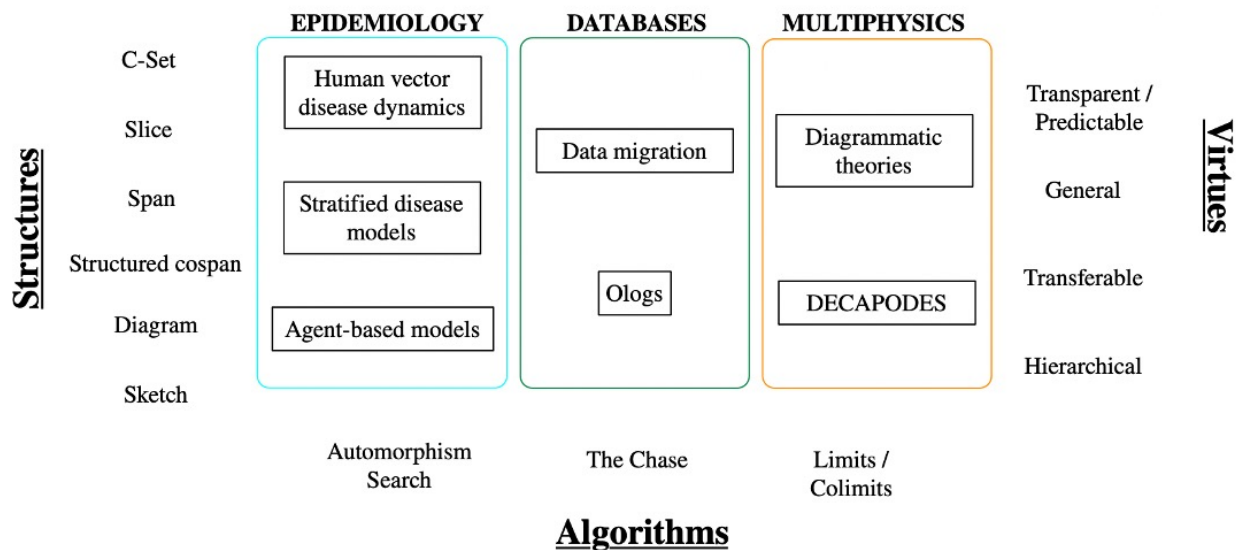 EPIDEMIOLOGY
DATABASES
MULTIPHYSICS
Structures
C-Set
Slice
Span
Structured cospan
Diagram
Sketch
Human vector
disease dynamics
Stratified disease
models
Agent-based models
Data migration
Ologs
Diagrammatic
theories
DECAPODES
Transparent /
Predictable
General
Transferable
Hierarchical
Virtues
Automorphism
Search
The Chase
Limits /
Colimits
Algorithms